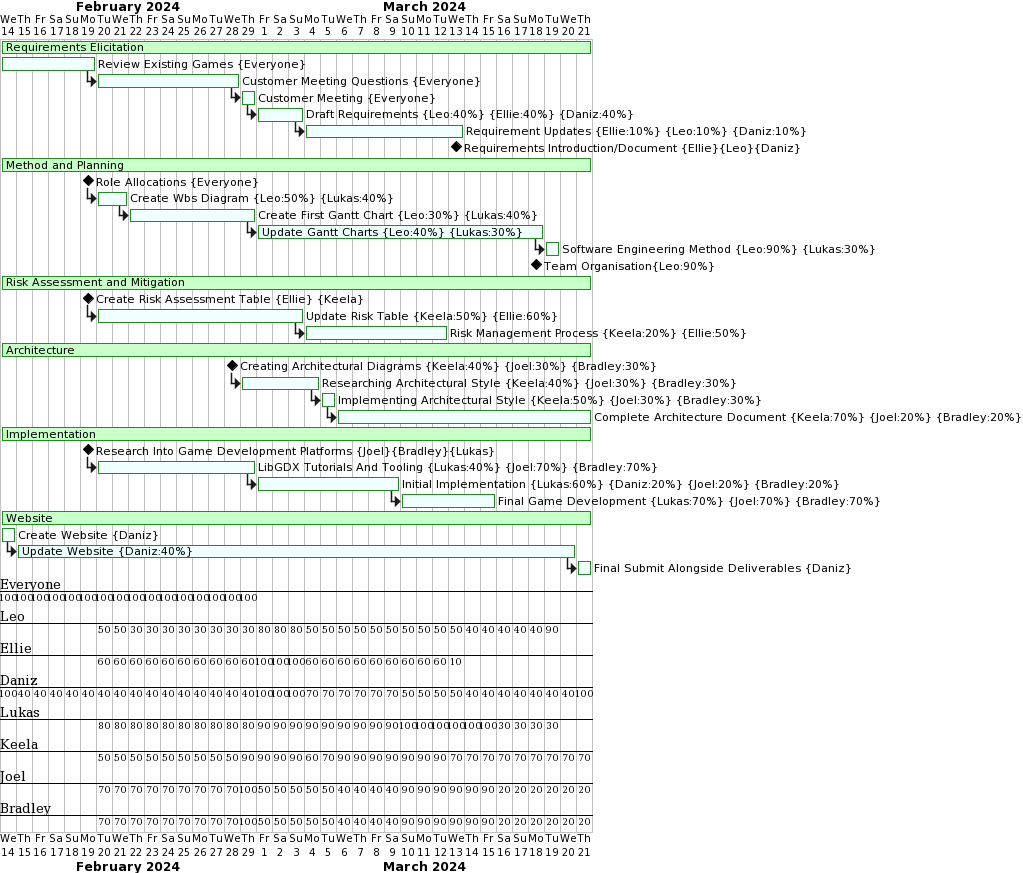 February 2024 March 2024
We Th Fr Sa Su Mo Tu We Th Fr Sa Su Mo Tu We Th Fr Sa Su Mo Tu We Th Fr Sa Su Mo Tu We Th Fr Sa Su Mo Tu We Th
14 15 16 17 18 19 20 21 22 23 24 25 26 27 28 29 1 2 3 4 5 6 7 8 9 10 11 12 13 14 15 16 17 18 19 20 21
Requirements Elicitation
Review Existing Games {Everyone}
Customer Meeting Questions {Everyone}
Customer Meeting {Everyone}
Draft Requirements {Leo:40%} {Ellie:40%} {Daniz:40%}
Requirement Updates {Ellie:10%} {Leo:10%} {Daniz:10%}
Requirements Introduction/Document {Ellie}{Leo}{Daniz}
Method and Planning
Role Allocations {Everyone}
Create Wbs Diagram {Leo:50%} {Lukas:40%}
Create First Gantt Chart {Leo:30%} {Lukas:40%}
Update Gantt Charts {Leo:40%} {Lukas:30%}
Software Engineering Method {Leo:90%} {Lukas:30%}
Team Organisation{Leo:90%}
Risk Assessment and Mitigation
Create Risk Assessment Table {Ellie} {Keela}
Update Risk Table {Keela:50%} {Ellie:60%}
Risk Management Process {Keela:20%} {Ellie:50%}
Architecture
Creating Architectural Diagrams {Keela:40%} {Joel:30%} {Bradley:30%}
Researching Architectural Style {Keela:40%} {Joel:30%} {Bradley:30%}
Implementing Architectural Style {Keela:50%} {Joel:30%} {Bradley:30%}
Complete Architecture Document {Keela:70%} {Joel:20%} {Bradley:20%}
Implementation
Research Into Game Development Platforms {Joel}{Bradley}{Lukas}
LibGDX Tutorials And Tooling {Lukas:40%} {Joel:70%} {Bradley:70%}
Initial Implementation {Lukas:60%} {Daniz:20%} {Joel:20%} {Bradley:20%}
Final Game Development {Lukas:70%} {Joel:70%} {Bradley:70%}
Website
Create Website {Daniz}
Update Website {Daniz:40%}
Final Submit Alongside Deliverables {Daniz}
Everyone
100 100 100 100 100 100 100 100 100 100 100 100 100 100 100 100
Leo
50 50 30 30 30 30 30 30 30 30 80 80 80 50 50 50 50 50 50 50 50 50 50 40 40 40 40 40 90
Ellie
60 60 60 60 60 60 60 60 60 60 100 100 100 60 60 60 60 60 60 60 60 60 10
Daniz
100 40 40 40 40 40 40 40 40 40 40 40 40 40 40 40 100 100 100 70 70 70 70 70 70 50 50 50 50 40 40 40 40 40 40 40 100
Lukas
80 80 80 80 80 80 80 80 80 80 90 90 90 90 90 90 90 90 90 100 100 100 100 100 100 30 30 30 30
Keela
50 50 50 50 50 50 50 50 50 90 90 90 90 60 70 90 90 90 90 90 90 90 70 70 70 70 70 70 70 70 70
Joel
70 70 70 70 70 70 70 70 70 100 50 50 50 50 50 40 40 40 40 90 90 90 90 90 90 20 20 20 20 20 20
Bradley
70 70 70 70 70 70 70 70 70 100 50 50 50 50 50 40 40 40 40 90 90 90 90 90 90 20 20 20 20 20 20
We Th Fr Sa Su Mo Tu We Th Fr Sa Su Mo Tu We Th Fr Sa Su Mo Tu We Th Fr Sa Su Mo Tu We Th Fr Sa Su Mo Tu We Th
14 15 16 17 18 19 20 21 22 23 24 25 26 27 28 29 1 2 3 4 5 6 7 8 9 10 11 12 13 14 15 16 17 18 19 20 21
February 2024 March 2024